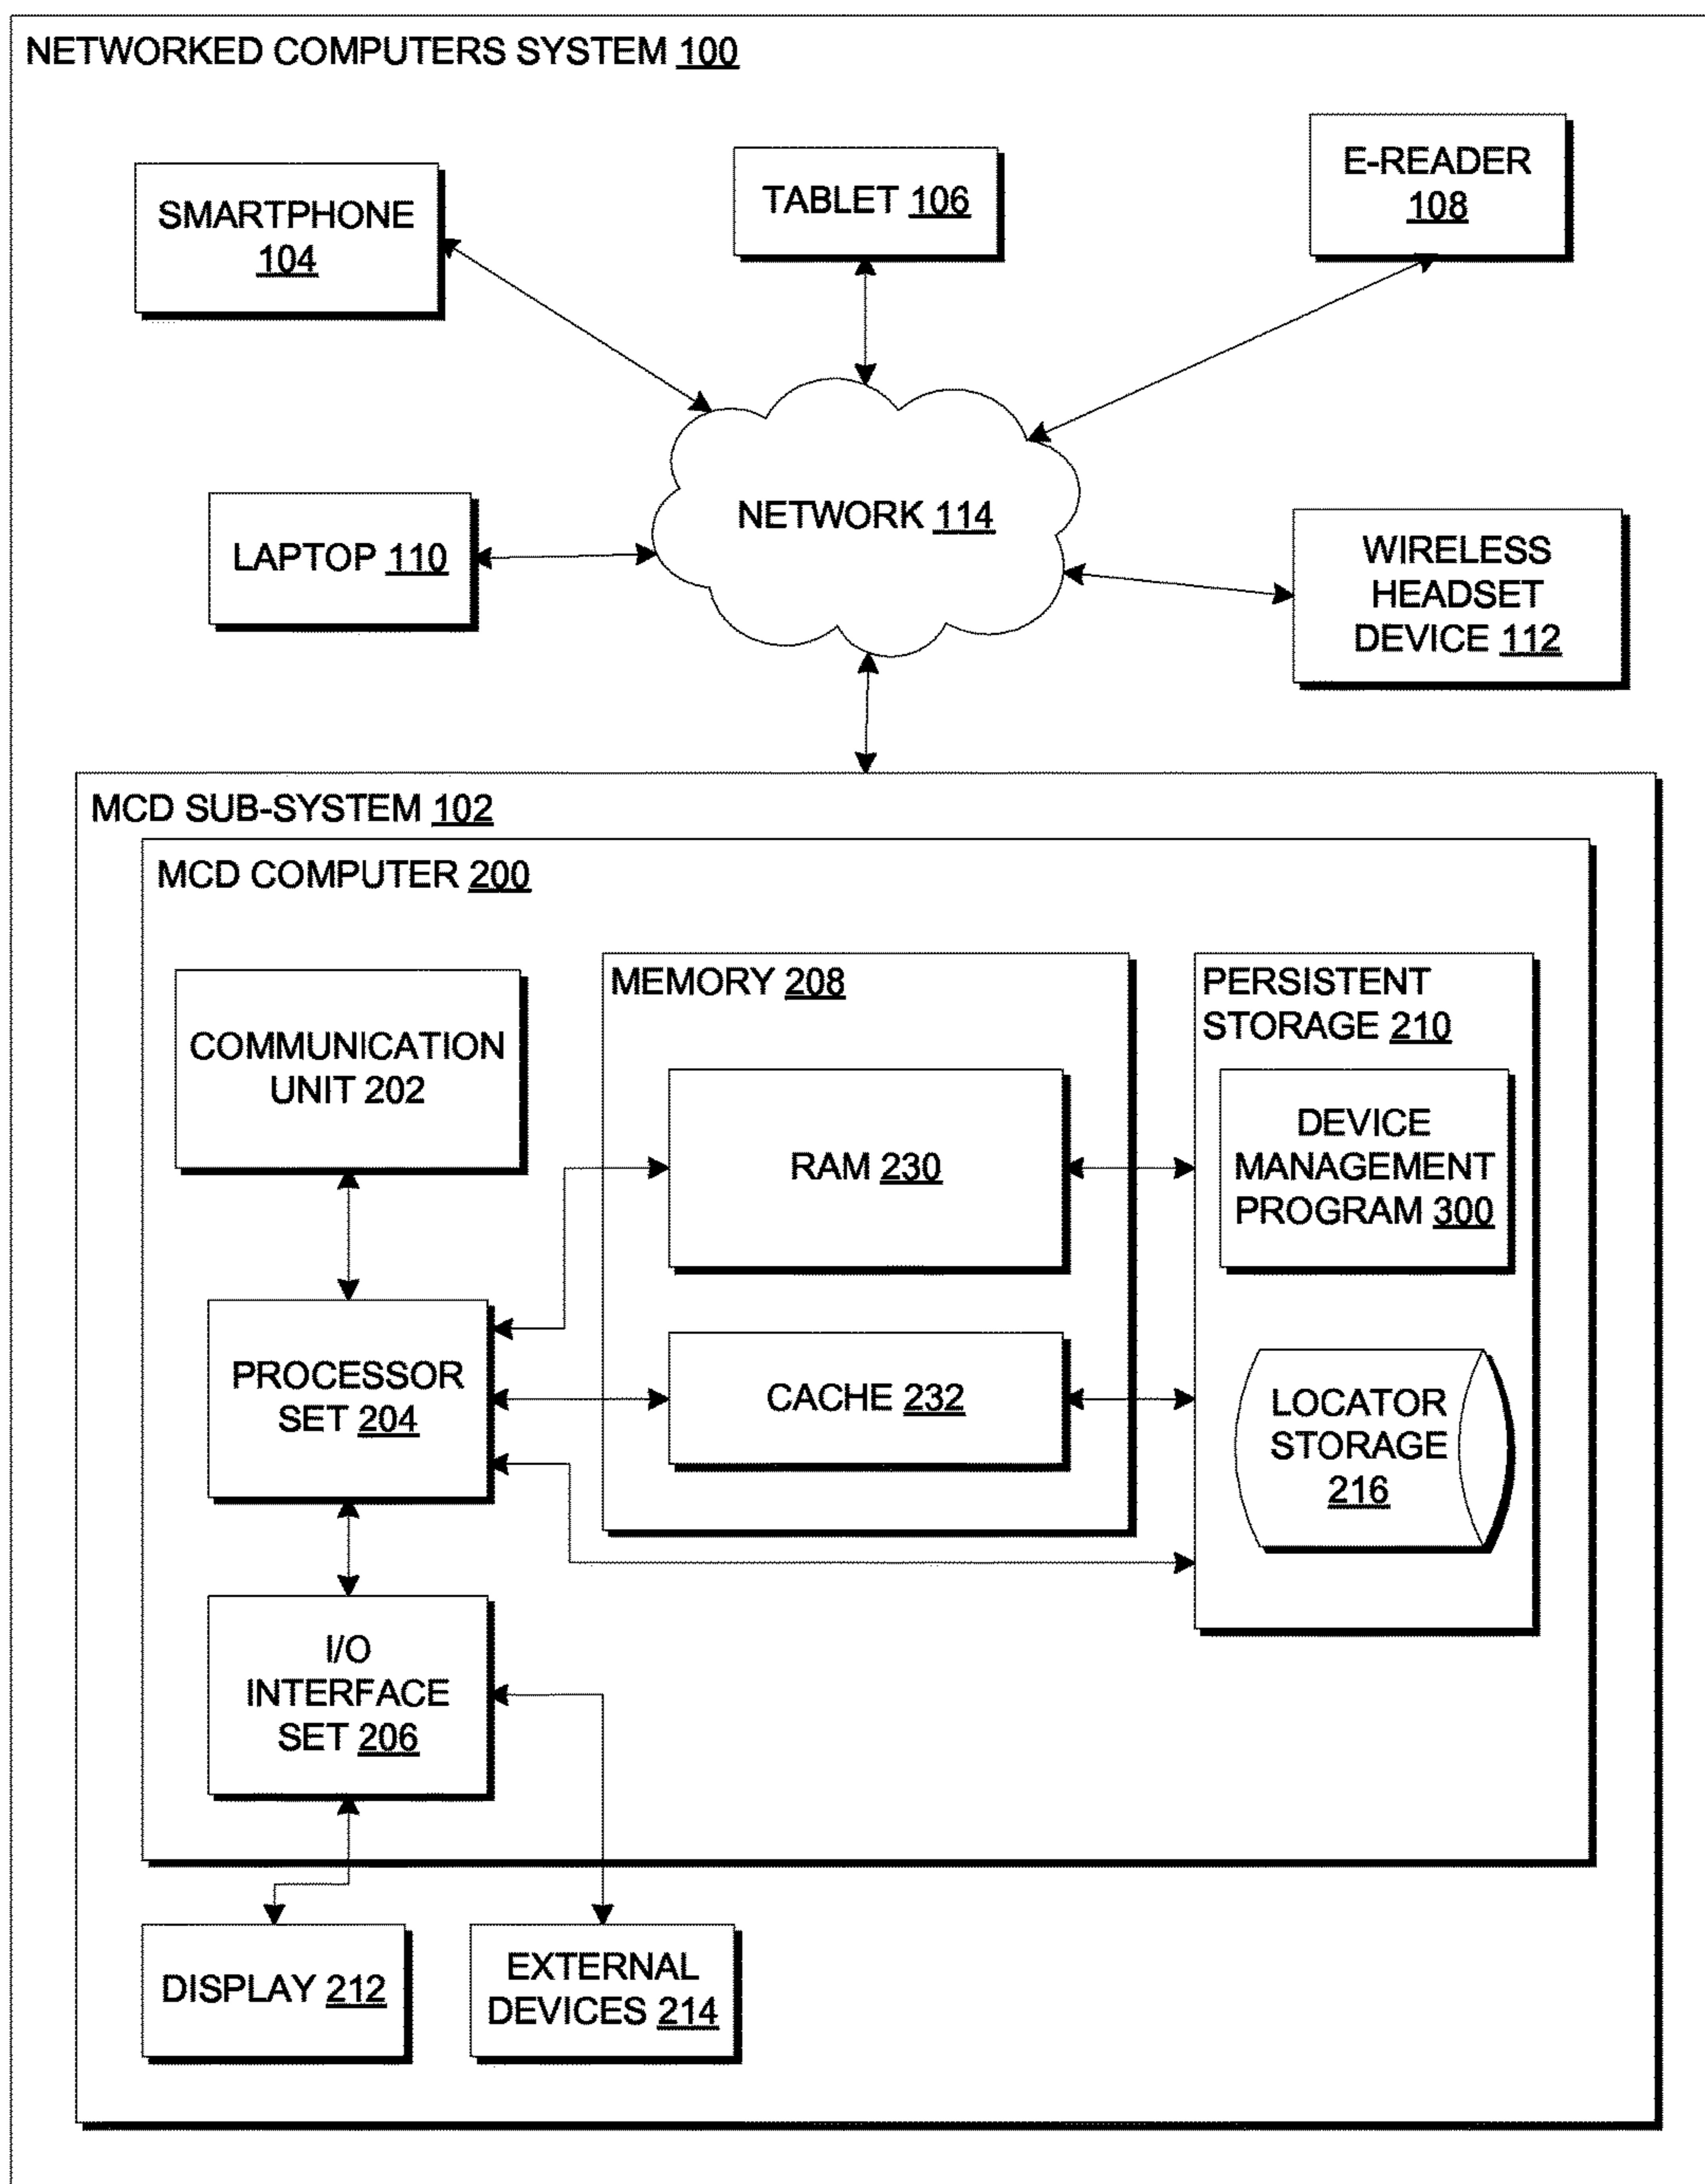 NETWORKED COMPUTERS SYSTEM 100
SMARTPHONE
104
TABLET 106
E-READER
108
LAPTOP 110
NETWORK 114
WIRELESS
HEADSET
DEVICE 112
MCD SUB-SYSTEM 102
MCD COMPUTER 200
COMMUNICATION
UNIT 202
MEMORY 208
PERSISTENT
STORAGE 210
RAM 230
DEVICE
MANAGEMENT
PROGRAM 300
PROCESSOR
SET 204
CACHE 232
LOCATOR
STORAGE
216
I/O
INTERFACE
SET 206
DISPLAY 212
EXTERNAL
DEVICES 214